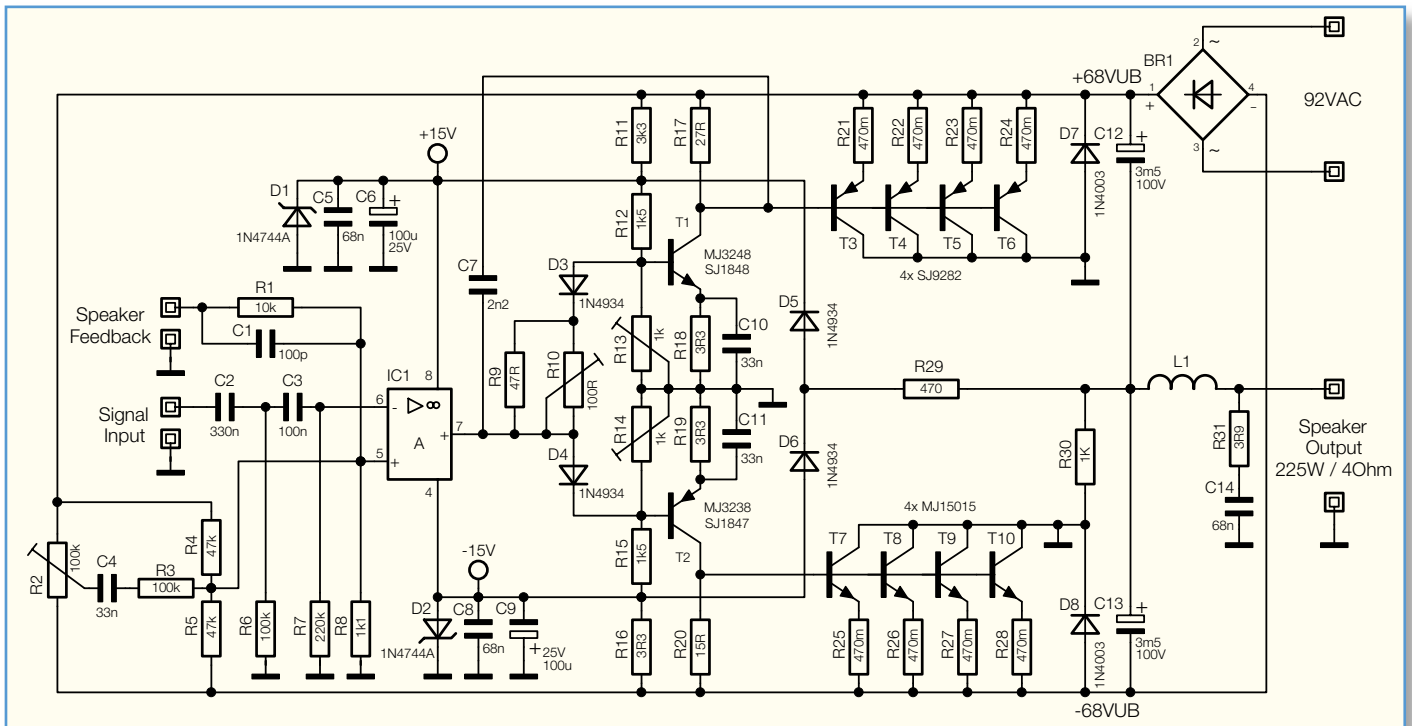 +68VUB
BR1
2
~
1
+
4
-
3
~
92VAC
R11
3k3
R17
27R
R21
470m
R22
470m
R23
470m
R24
470m
D7
1N4003
C12
+
3m5
100V
+15V
D1
1N4744A
C5
68n
C6
+
100u
25V
R12
1k5
T1
MJ3248
SJ1848
T3
T4
T5
T6
4x SJ9282
C7
2n2
D3
1N4934
D5
1N4934
Speaker
Feedback
R1
10k
C1
100p
R9
47R
R10
100R
R13
1k
R18
3R3
C10
33n
Signal
Input
C2
330n
C3
100n
IC1
8
6
-
5
+
A
∞
+
7
4
R14
1k
R19
3R3
C11
33n
D4
1N4934
D6
1N4934
R29
470
L1
R30
1K
R31
3R9
C14
68n
Speaker
Output
225W / 4Ohm
R2
100k
C4
33n
R3
100k
R4
47k
R5
47k
R6
100k
R7
220k
R8
1k1
-15V
D2
1N4744A
C8
68n
C9
+
25V
100u
R15
1k5
MJ3238
SJ1847
T2
R16
3R3
R20
15R
4x MJ15015
T7
T8
T9
T10
R25
470m
R26
470m
R27
470m
R28
470m
D8
1N4003
C13
+
3m5
100V
-68VUB